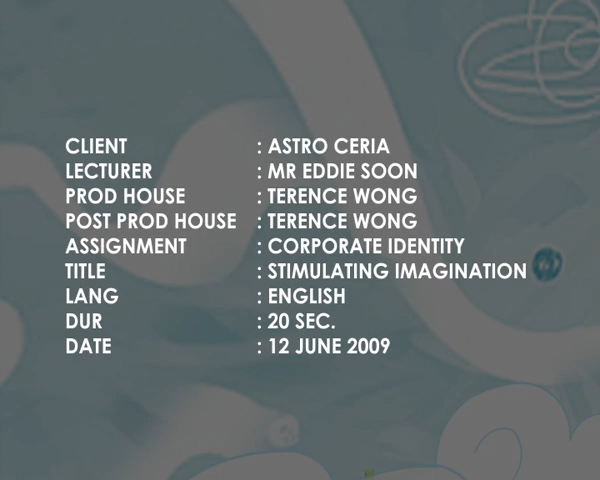 CLIENT : ASTRO CERIA
LECTURER : MR EDDIE SOON
PROD HOUSE : TERENCE WONG
POST PROD HOUSE : TERENCE WONG
ASSIGNMENT : CORPORATE IDENTITY
TITLE : STIMULATING IMAGINATION
LANG : ENGLISH
DUR : 20 SEC.
DATE : 12 JUNE 2009